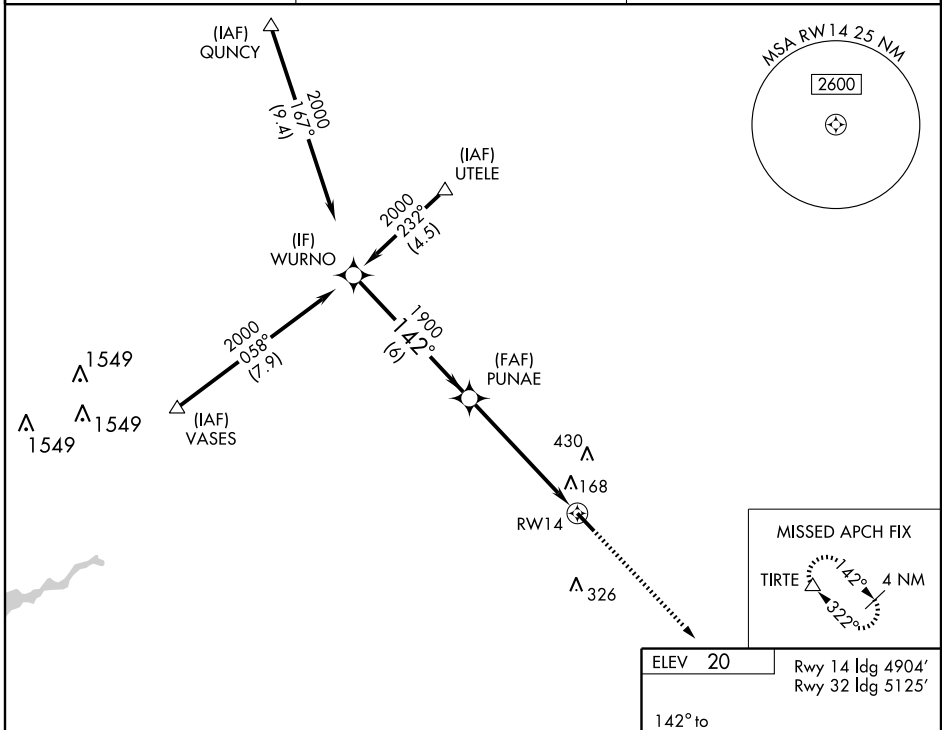 (IAF)
QUNCY
2000
167°
(9.4)
MSA RW14 25 NM
2600
(IAF)
UTELE
2000
232°
(4.5)
(IF)
WURNO
2000
058°
(7.9)
1900
142°
(6)
(FAF)
PUNAE
1549
1549
1549
(IAF)
VASES
430
168
RW14
326
MISSED APCH FIX
TIRTE
142°
4 NM
322°
ELEV 20
Rwy 14 ldg 4904'
Rwy 32 ldg 5125'
142° to